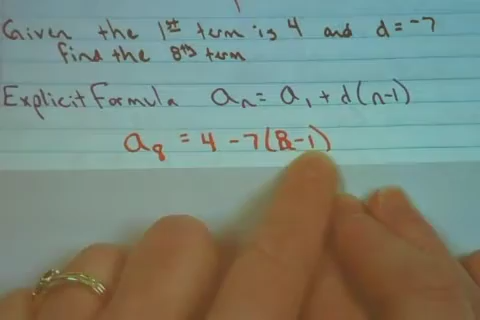 Given the 1st term is 4 and d = -7
find the 8th term
Explicit Formula aₙ = a₁ + d(n-1)
a₈ = 4 - 7(8-1)